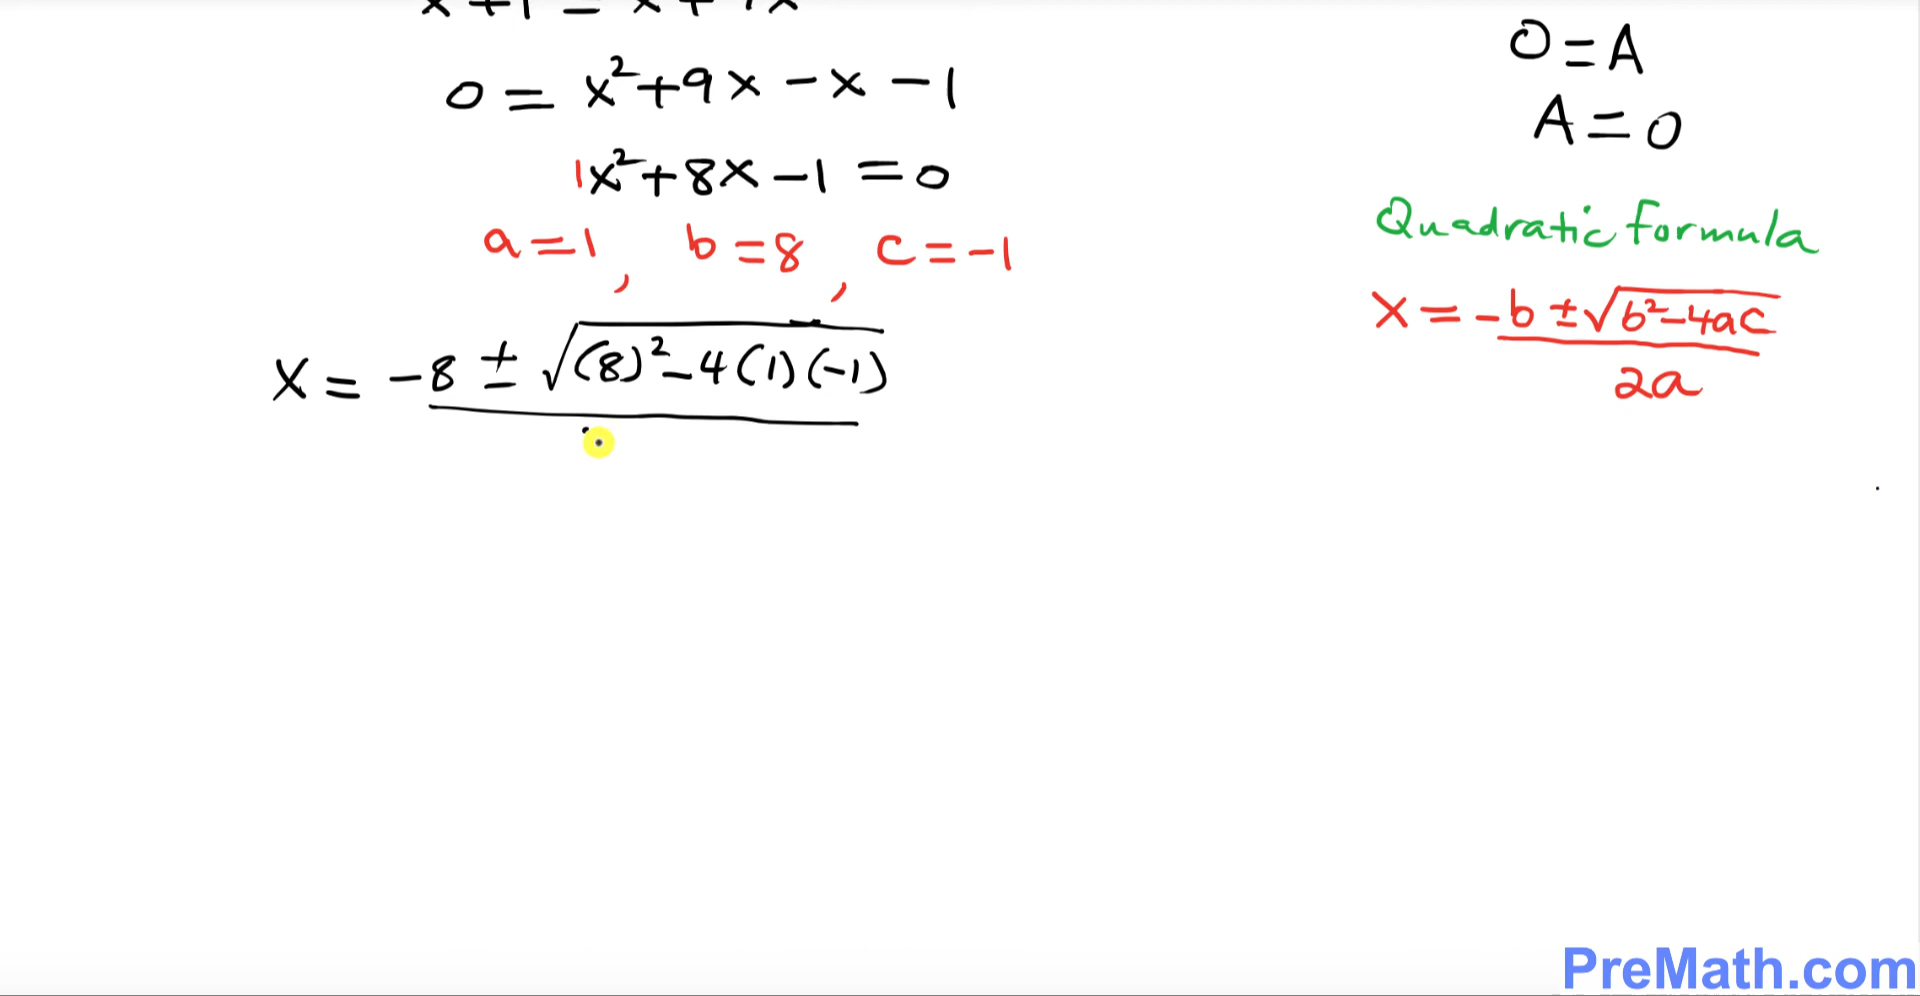 0 = x²+9x-x-1
1x²+8x-1=0
a=1, b=8, c=-1
x = -8 ± √(8)²-4(1)(-1)
0=A
A=0
Quadratic Formula
x = -b ± √b²-4ac
2a
PreMath.com